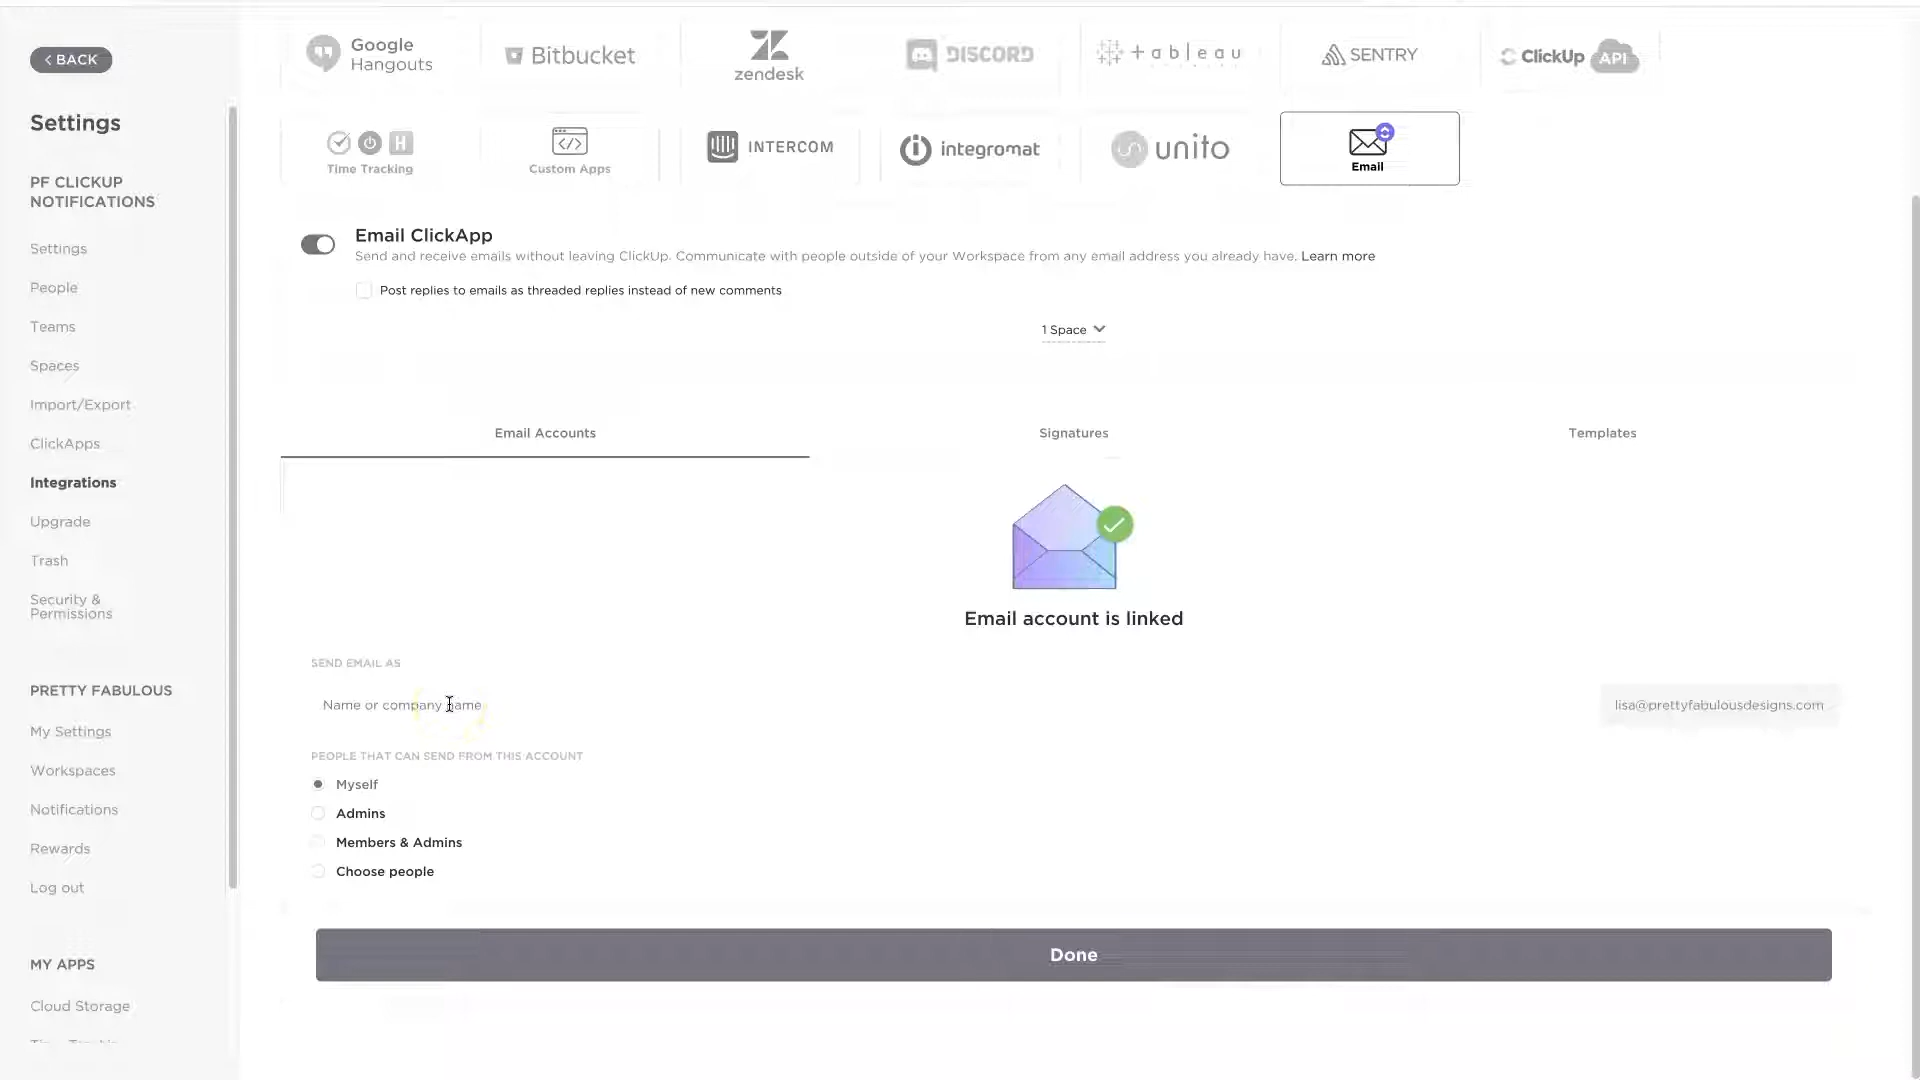 BACK
Settings
PF CLICKUP
NOTIFICATIONS
Settings
People
Teams
Spaces
Import/Export
ClickApps
Integrations
Upgrade
Trash
Security &
Permissions
PRETTY FABULOUS
My Settings
Workspaces
Notifications
Rewards
Log out
MY APPS
Cloud Storage
Google
Hangouts
Bitbucket
zendesk
DISCORD
+ableau
SENTRY
ClickUp API
H
Time Tracking
Custom Apps
INTERCOM
integromat
unito
Email
Email ClickApp
Send and receive emails without leaving ClickUp. Communicate with people outside of your Workspace from any email address you already have. Learn more
Post replies to emails as threaded replies instead of new comments
1 Space
Email Accounts
Signatures
Templates
Email account is linked
SEND EMAIL AS
Name or company name
lisa@prettyfabulousdesigns.com
PEOPLE THAT CAN SEND FROM THIS ACCOUNT
Myself
Admins
Members & Admins
Choose people
Done